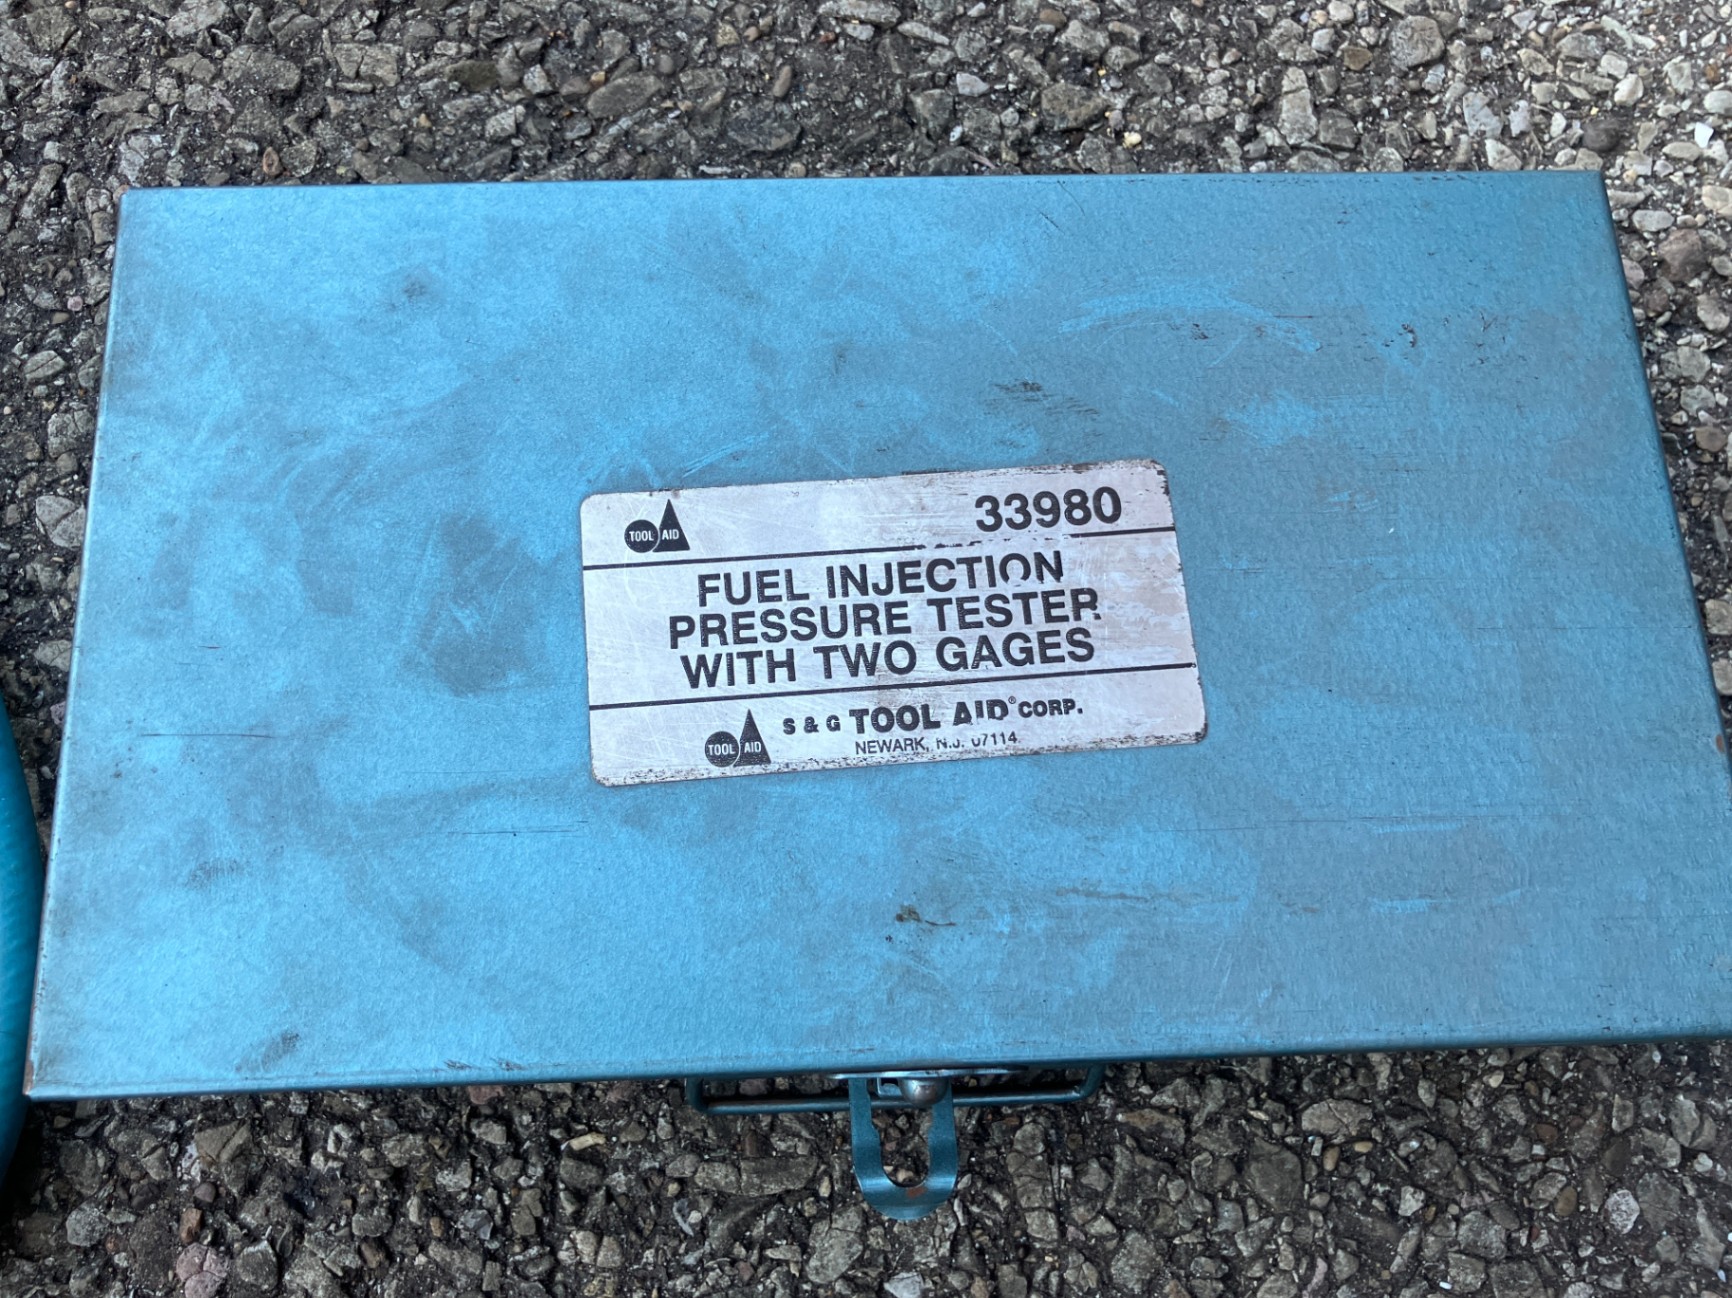 TOOL AID 33980
FUEL INJECTION
PRESSURE TESTER
WITH TWO GAGES
TOOL AID S & G TOOL AID® CORP.
NEWARK, N.J. 07114